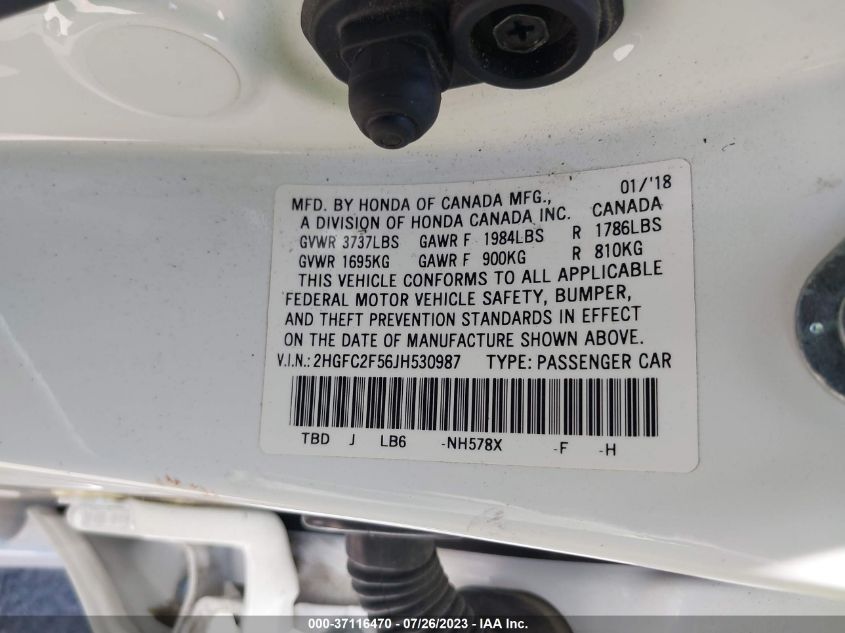 01/'18
MFD. BY HONDA OF CANADA MFG.,
A DIVISION OF HONDA CANADA INC. CANADA
GVWR 3737LBS GAWR F 1984LBS R 1786LBS
GVWR 1695KG GAWR F 900KG R 810KG
THIS VEHICLE CONFORMS TO ALL APPLICABLE
FEDERAL MOTOR VEHICLE SAFETY, BUMPER,
AND THEFT PREVENTION STANDARDS IN EFFECT
ON THE DATE OF MANUFACTURE SHOWN ABOVE.
V.I.N.: 2HGFC2F56JH530987 TYPE: PASSENGER CAR
TBD J LB6 -NH578X -F -H
000-37116470 - 07/26/2023 - IAA Inc.